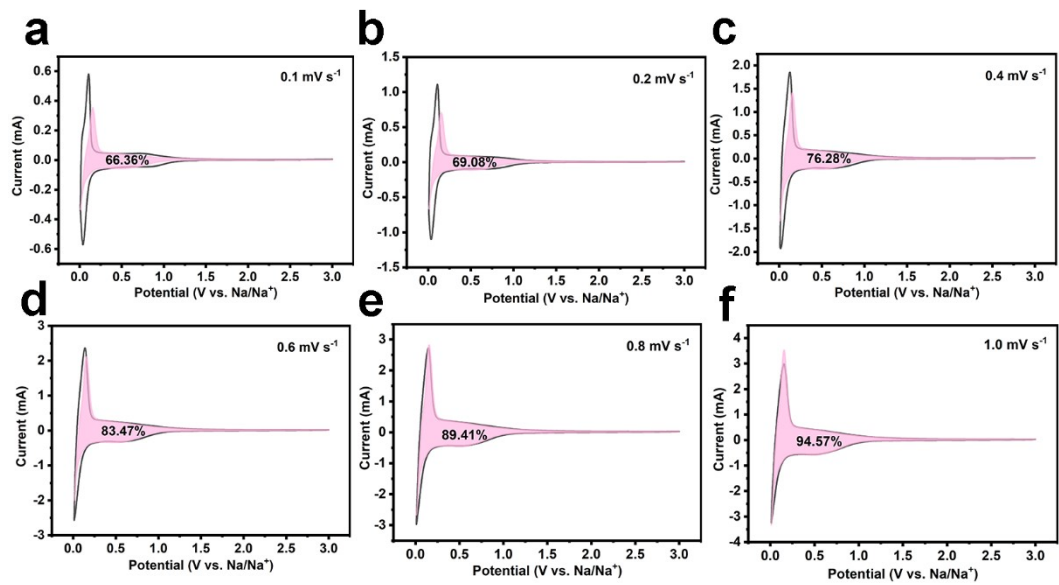 a
0.1 mV s⁻¹
Current (mA)
0.6
0.4
0.2
0.0
-0.2
-0.4
-0.6
66.36%
0.0 0.5 1.0 1.5 2.0 2.5 3.0
Potential (V vs. Na/Na⁺)
b
0.2 mV s⁻¹
Current (mA)
1.5
1.0
0.5
0.0
-0.5
-1.0
-1.5
69.08%
0.0 0.5 1.0 1.5 2.0 2.5 3.0
Potential (V vs. Na/Na⁺)
c
0.4 mV s⁻¹
Current (mA)
2.0
1.5
1.0
0.5
0.0
-0.5
-1.0
-1.5
-2.0
76.28%
0.0 0.5 1.0 1.5 2.0 2.5 3.0
Potential (V vs. Na/Na⁺)
d
0.6 mV s⁻¹
Current (mA)
3
2
1
0
-1
-2
-3
83.47%
0.0 0.5 1.0 1.5 2.0 2.5 3.0
Potential (V vs. Na/Na⁺)
e
0.8 mV s⁻¹
Current (mA)
3
2
1
0
-1
-2
-3
89.41%
0.0 0.5 1.0 1.5 2.0 2.5 3.0
Potential (V vs. Na/Na⁺)
f
1.0 mV s⁻¹
Current (mA)
4
3
2
1
0
-1
-2
-3
-4
94.57%
0.0 0.5 1.0 1.5 2.0 2.5 3.0
Potential (V vs. Na/Na⁺)